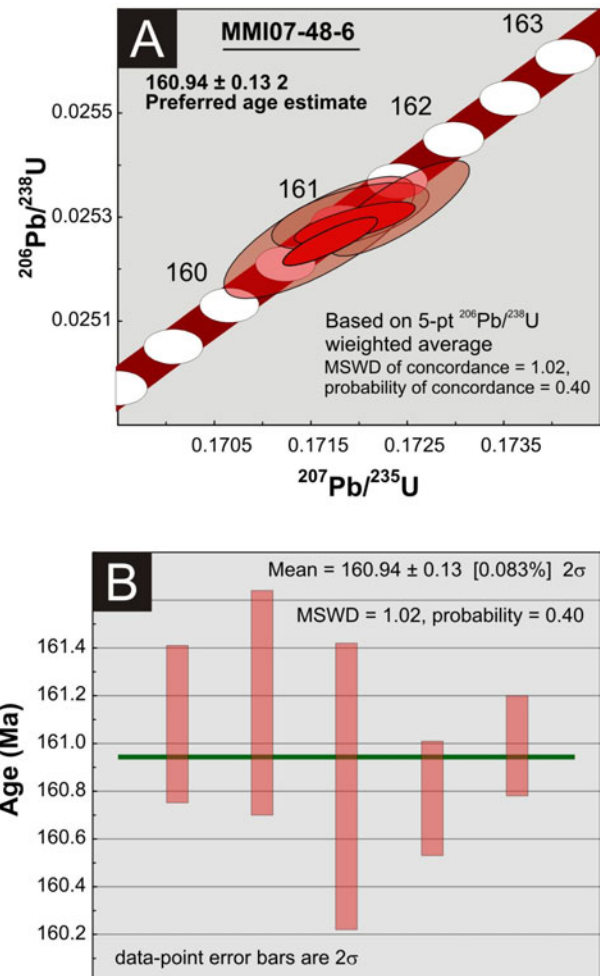 A
MMI07-48-6
163
160.94 ± 0.13 2
Preferred age estimate
162
161
160
0.0255
0.0253
0.0251
²⁰⁶Pb/²³⁸U
Based on 5-pt ²⁰⁶Pb/²³⁸U
wieighted average
MSWD of concordance = 1.02,
probability of concordance = 0.40
0.1705 0.1715 0.1725 0.1735
²⁰⁷Pb/²³⁵U
B
Mean = 160.94 ± 0.13 [0.083%] 2σ
MSWD = 1.02, probability = 0.40
161.4
161.2
161.0
160.8
160.6
160.4
160.2
Age (Ma)
data-point error bars are 2σ